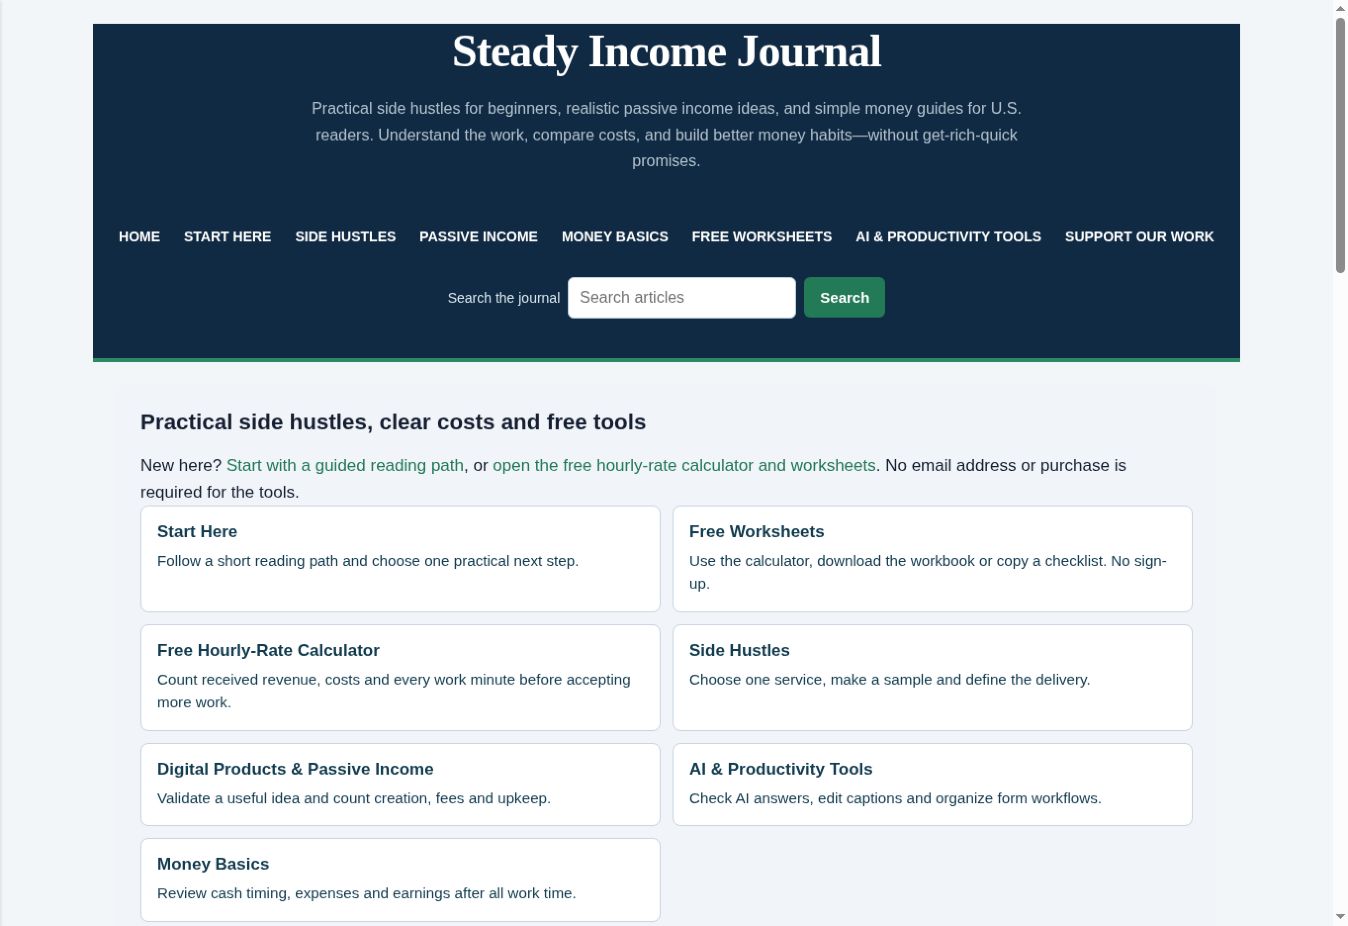 Steady Income Journal
Practical side hustles for beginners, realistic passive income ideas, and simple money guides for U.S.
readers. Understand the work, compare costs, and build better money habits—without get-rich-quick
promises.
HOME START HERE SIDE HUSTLES PASSIVE INCOME MONEY BASICS FREE WORKSHEETS AI & PRODUCTIVITY TOOLS SUPPORT OUR WORK
Search the journal Search articles Search
Practical side hustles, clear costs and free tools
New here? Start with a guided reading path, or open the free hourly-rate calculator and worksheets. No email address or purchase is
required for the tools.
Start Here
Follow a short reading path and choose one practical next step.
Free Worksheets
Use the calculator, download the workbook or copy a checklist. No sign-
up.
Free Hourly-Rate Calculator
Count received revenue, costs and every work minute before accepting
more work.
Side Hustles
Choose one service, make a sample and define the delivery.
Digital Products & Passive Income
Validate a useful idea and count creation, fees and upkeep.
AI & Productivity Tools
Check AI answers, edit captions and organize form workflows.
Money Basics
Review cash timing, expenses and earnings after all work time.